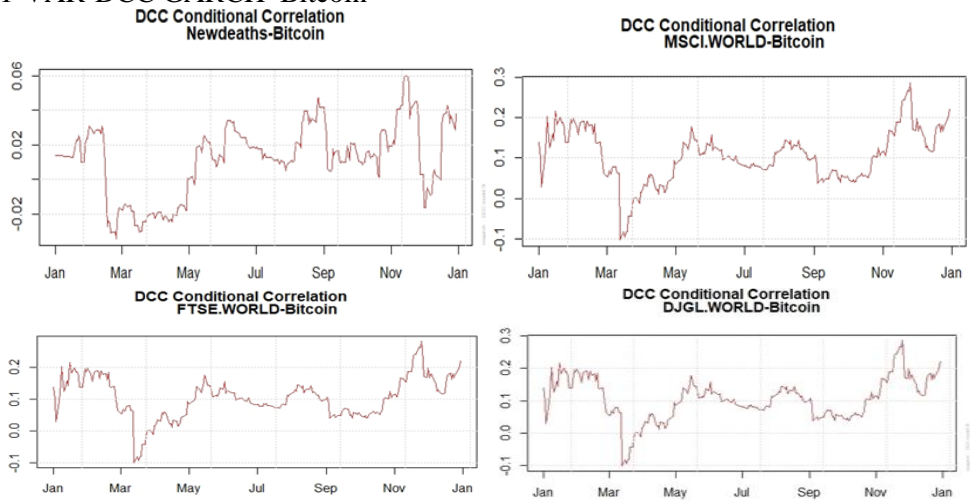 VAR DCC GARCH Bitcoin
DCC Conditional Correlation
Newdeaths-Bitcoin
0.06
0.02
-0.02
Jan Mar May Jul Sep Nov Jan
DCC Conditional Correlation
MSCI.WORLD-Bitcoin
0.3
0.2
0.1
0.0
-0.1
Jan Mar May Jul Sep Nov Jan
DCC Conditional Correlation
FTSE.WORLD-Bitcoin
0.2
0.1
0.0
-0.1
Jan Mar May Jul Sep Nov Jan
DCC Conditional Correlation
DJGL.WORLD-Bitcoin
0.3
0.2
0.1
0.0
-0.1
Jan Mar May Jul Sep Nov Jan